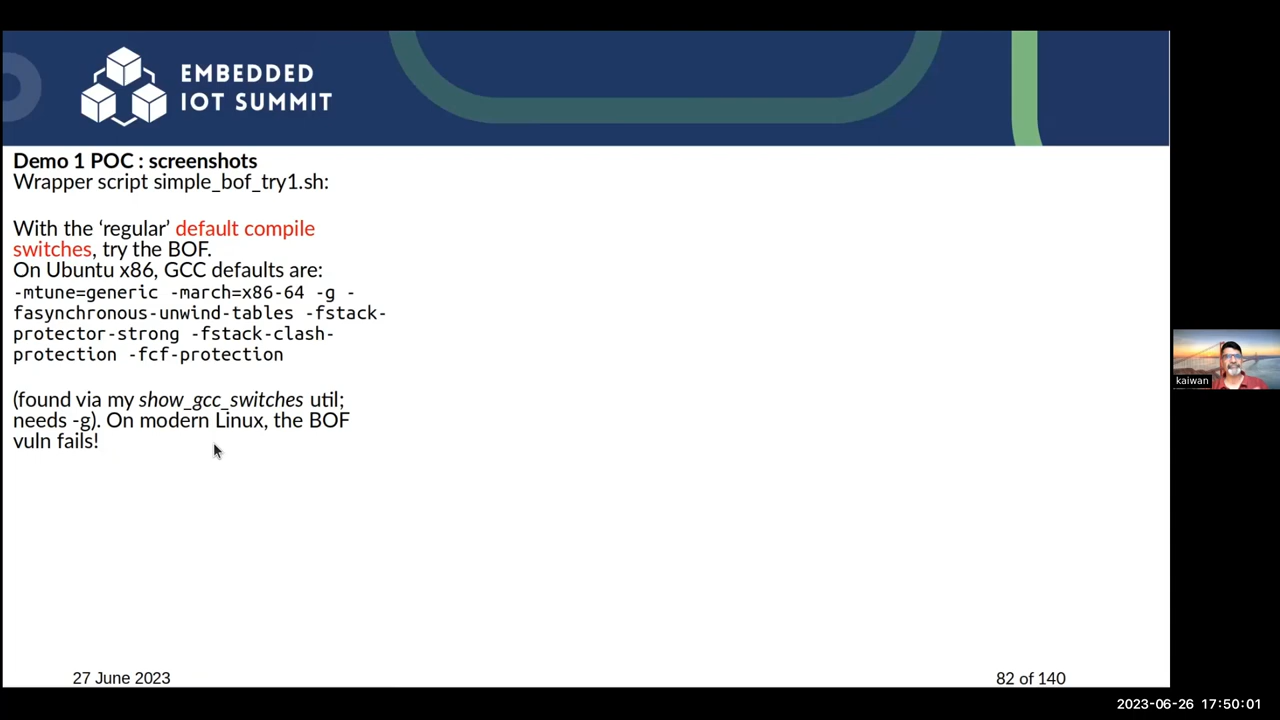 EMBEDDED
IOT SUMMIT
Demo 1 POC : screenshots
Wrapper script simple_bof_try1.sh:
With the ‘regular’ default compile
switches, try the BOF.
On Ubuntu x86, GCC defaults are:
-mtune=generic -march=x86-64 -g -
fasynchronous-unwind-tables -fstack-
protector-strong -fstack-clash-
protection -fcf-protection
(found via my show_gcc_switches util;
needs -g). On modern Linux, the BOF
vuln fails!
kaiwan
27 June 2023
82 of 140
2023-06-26 17:50:01